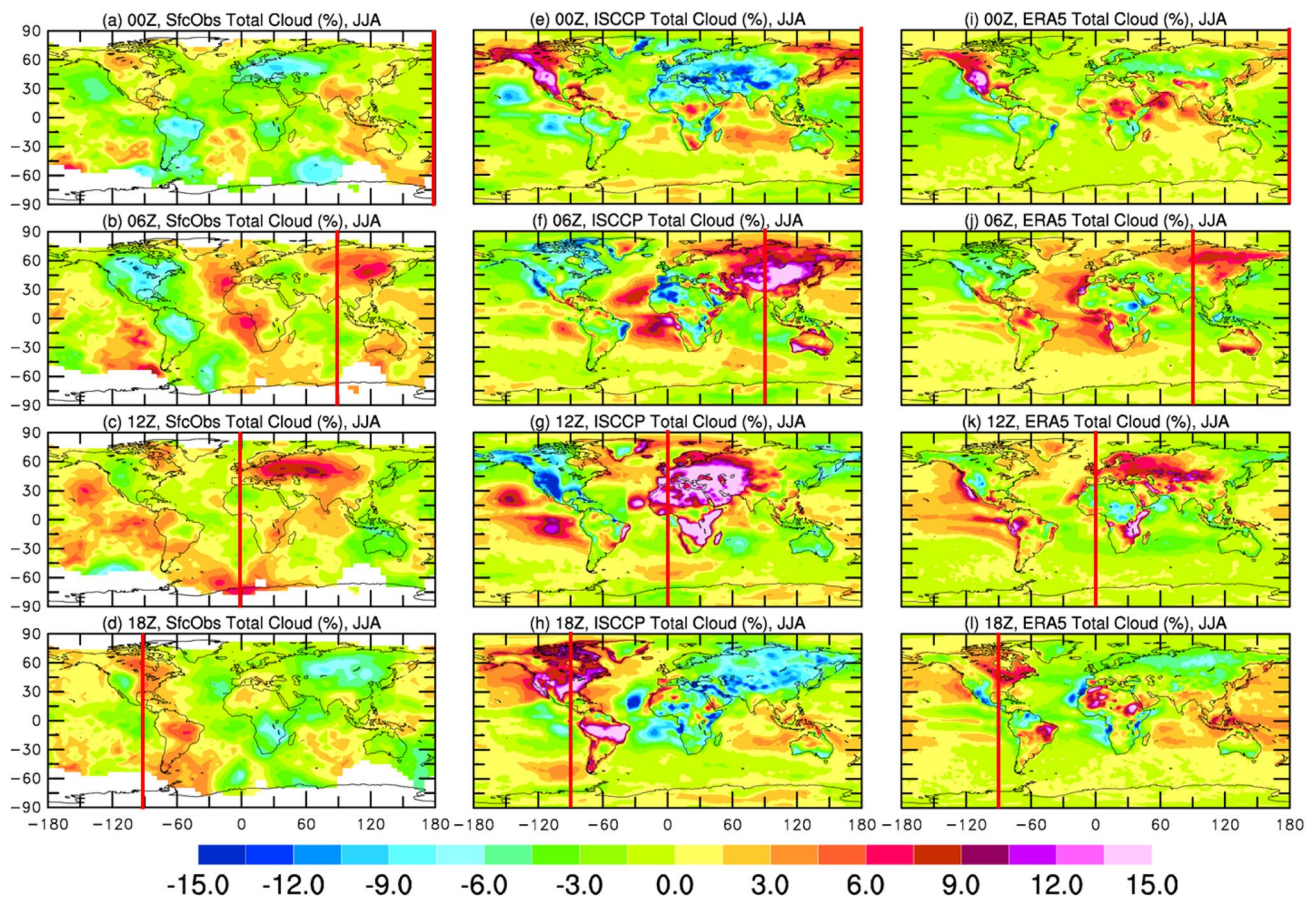 (a) 00Z, SfcObs Total Cloud (%), JJA
(e) 00Z, ISCCP Total Cloud (%), JJA
(i) 00Z, ERA5 Total Cloud (%), JJA
90
60
30
0
−30
−60
−90
(b) 06Z, SfcObs Total Cloud (%), JJA
(f) 06Z, ISCCP Total Cloud (%), JJA
(j) 06Z, ERA5 Total Cloud (%), JJA
90
60
30
0
−30
−60
−90
(c) 12Z, SfcObs Total Cloud (%), JJA
(g) 12Z, ISCCP Total Cloud (%), JJA
(k) 12Z, ERA5 Total Cloud (%), JJA
90
60
30
0
−30
−60
−90
(d) 18Z, SfcObs Total Cloud (%), JJA
(h) 18Z, ISCCP Total Cloud (%), JJA
(l) 18Z, ERA5 Total Cloud (%), JJA
90
60
30
0
−30
−60
−90
−180 −120 −60 0 60 120 180
−120 −60 0 60 120 180
−120 −60 0 60 120 180
-15.0 -12.0 -9.0 -6.0 -3.0 0.0 3.0 6.0 9.0 12.0 15.0